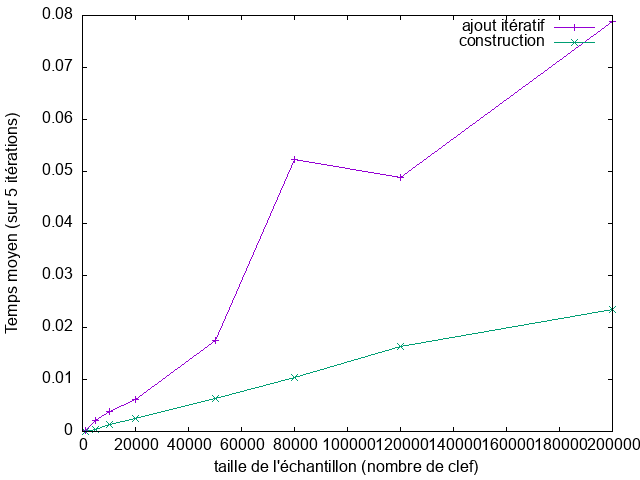 0.08
0.07
0.06
0.05
0.04
0.03
0.02
0.01
0
ajout itératif
construction
Temps moyen (sur 5 itérations)
0 20000 40000 60000 80000 100000 120000 140000 160000 180000 200000
taille de l'échantillon (nombre de clef)